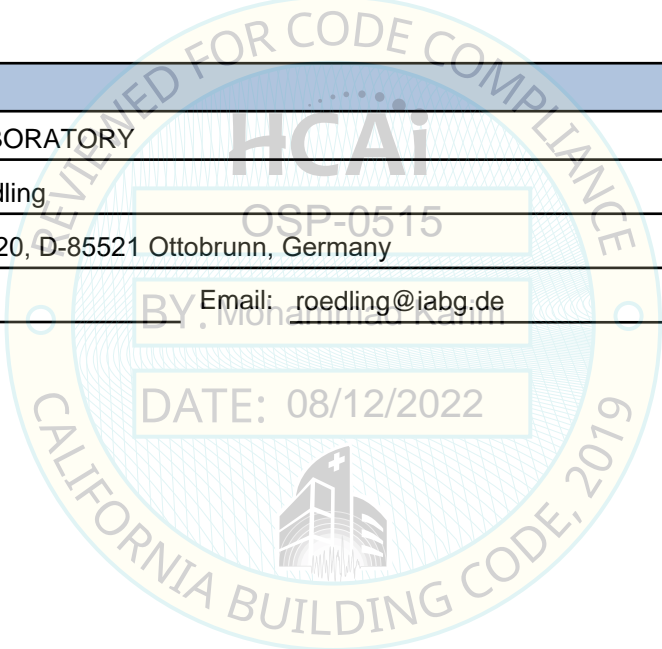 REVIEWED FOR CODE COMPLIANCE
HCAi
BORATORY
dling
OSP-0515
20, D-85521 Ottobrunn, Germany
Email: roedling@iabg.de
BY: Mohammad Karim
DATE: 08/12/2022
CALIFORNIA BUILDING CODE, 2019